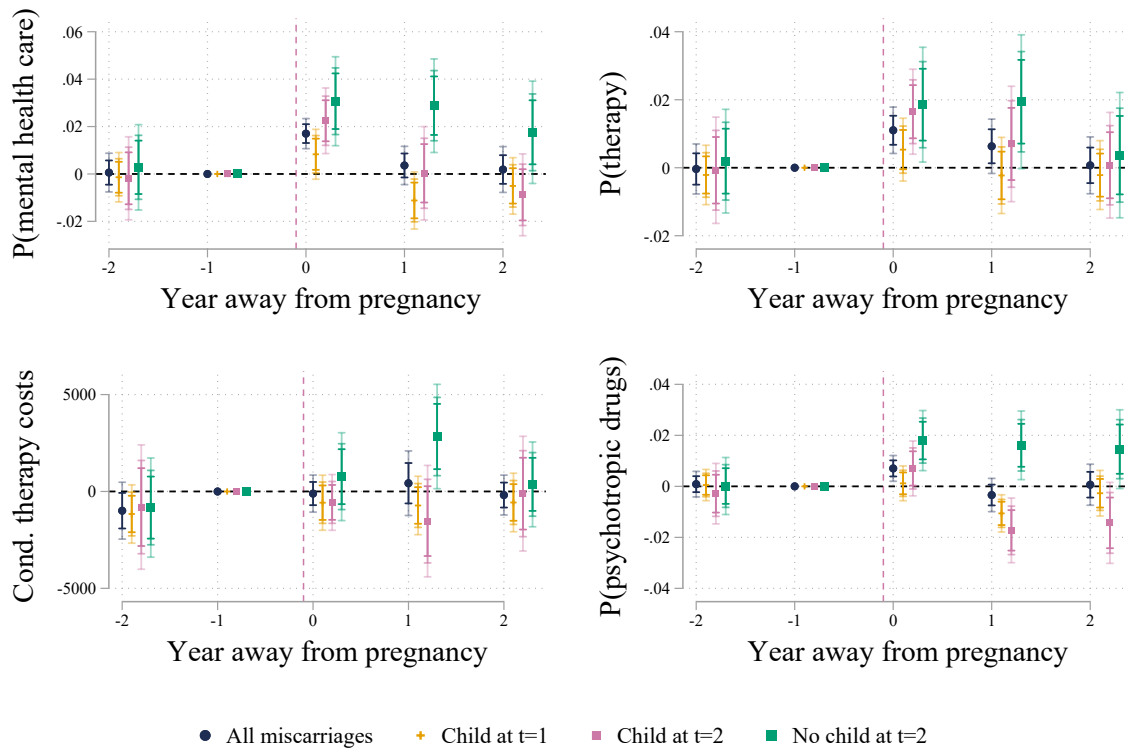 P(mental health care)
.06
.04
.02
0
-.02
-2 -1 0 1 2
Year away from pregnancy
P(therapy)
.04
.02
0
-.02
-2 -1 0 1 2
Year away from pregnancy
Cond. therapy costs
5000
0
-5000
-2 -1 0 1 2
Year away from pregnancy
P(psychotropic drugs)
.04
.02
0
-.02
-.04
-2 -1 0 1 2
Year away from pregnancy
All miscarriages Child at t=1 Child at t=2 No child at t=2